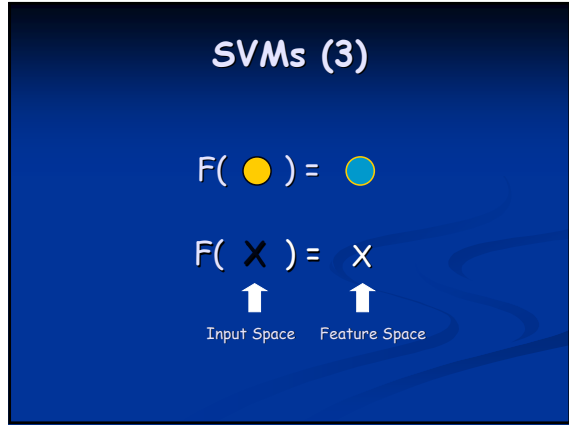 SVMs (3)
F( ) =
F( X ) = X
Input Space Feature Space